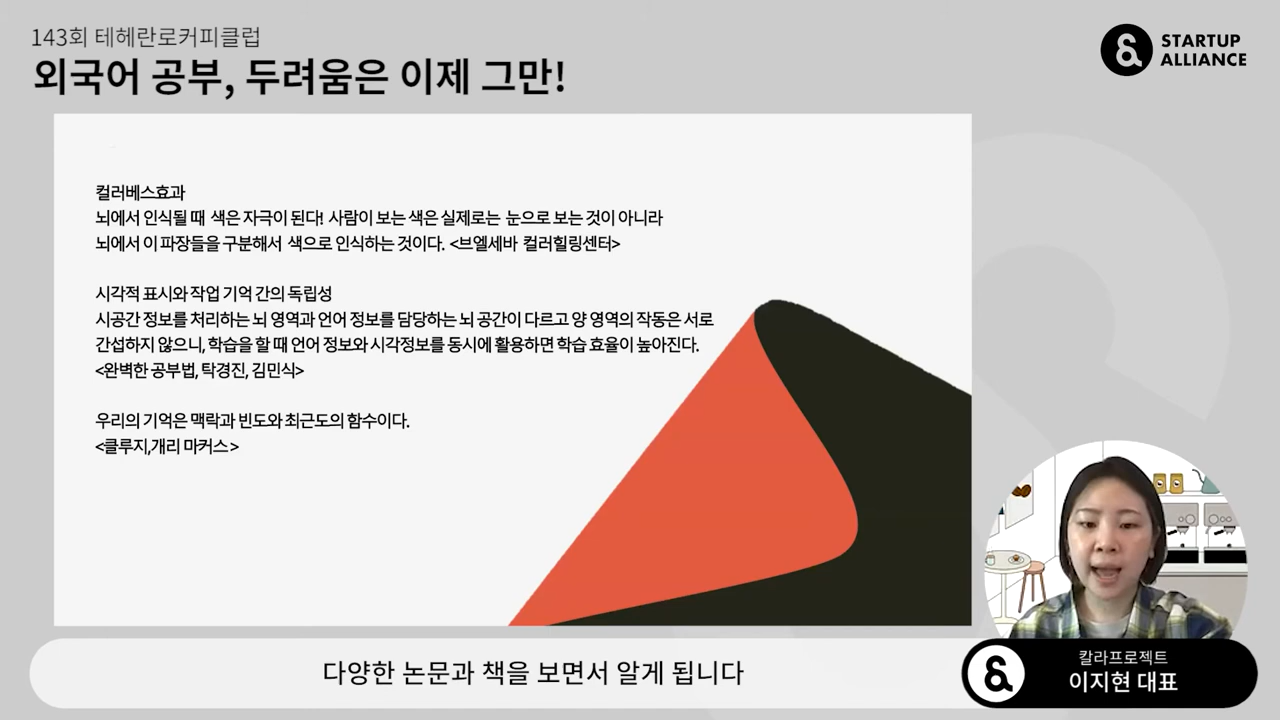 143회 테헤란로커피클럽
외국어 공부, 두려움은 이제 그만!
STARTUP
ALLIANCE
컬러베스효과
뇌에서 인식될 때 색은 자극이 된다! 사람이 보는 색은 실제로는 눈으로 보는 것이 아니라
뇌에서 이 파장들을 구분해서 색으로 인식하는 것이다. <브엘세바 컬러힐링센터>
시각적 표시와 작업 기억 간의 독립성
시공간 정보를 처리하는 뇌 영역과 언어 정보를 담당하는 뇌 공간이 다르고 양 영역의 작동은 서로
간섭하지 않으니, 학습을 할 때 언어 정보와 시각정보를 동시에 활용하면 학습 효율이 높아진다.
<완벽한 공부법, 탁경진, 김민식>
우리의 기억은 맥락과 빈도와 최근도의 함수이다.
<클루지,개리 마커스>
다양한 논문과 책을 보면서 알게 됩니다
칼라프로젝트
이지현 대표